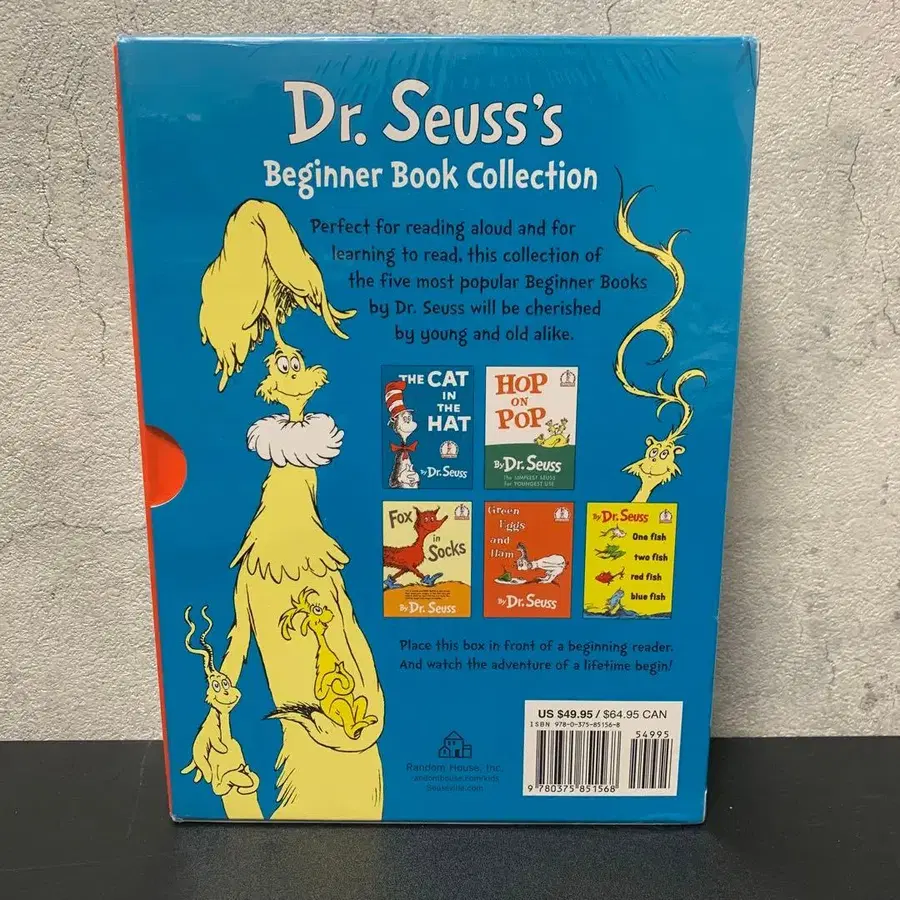 Dr. Seuss's
Beginner Book Collection
Perfect for reading aloud and for
learning to read, this collection of
the five most popular Beginner Books
by Dr. Seuss will be cherished
by young and old alike.
THE CAT
IN
THE
HAT
By Dr. Seuss
HOP
ON
POP
By Dr. Seuss
The SIMPLEST SEUSS
for YOUNGEST USE
Fox
in
Socks
By Dr. Seuss
Green
Eggs
and
Ham
By Dr. Seuss
By Dr. Seuss
One fish
two fish
red fish
blue fish
Place this box in front of a beginning reader.
And watch the adventure of a lifetime begin!
US $49.95 / $64.95 CAN
ISBN 978-0-375-85156-8
54995
9 780375 851568
Random House, Inc.
randomhouse.com/kids
Seussville.com